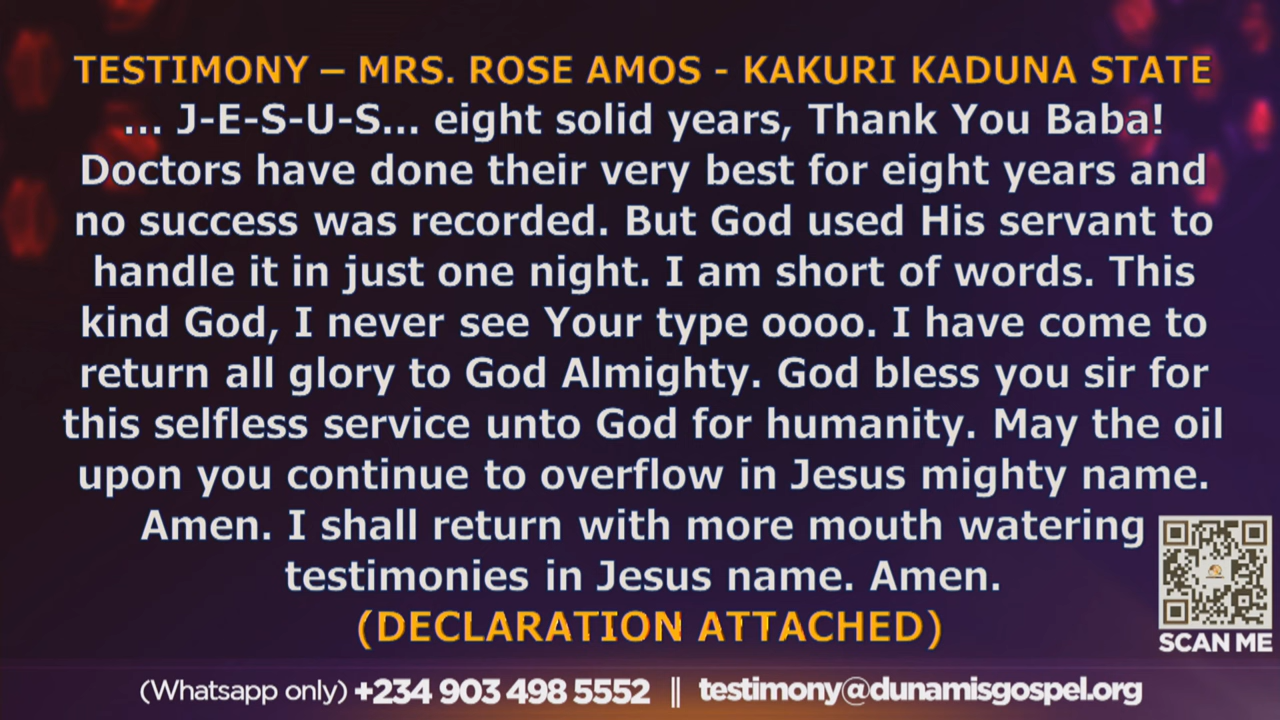 TESTIMONY – MRS. ROSE AMOS - KAKURI KADUNA STATE
... J-E-S-U-S... eight solid years, Thank You Baba!
Doctors have done their very best for eight years and
no success was recorded. But God used His servant to
handle it in just one night. I am short of words. This
kind God, I never see Your type oooo. I have come to
return all glory to God Almighty. God bless you sir for
this selfless service unto God for humanity. May the oil
upon you continue to overflow in Jesus mighty name.
Amen. I shall return with more mouth watering
testimonies in Jesus name. Amen.
(DECLARATION ATTACHED)
SCAN ME
(Whatsapp only) +234 903 498 5552 || testimony@dunamisgospel.org